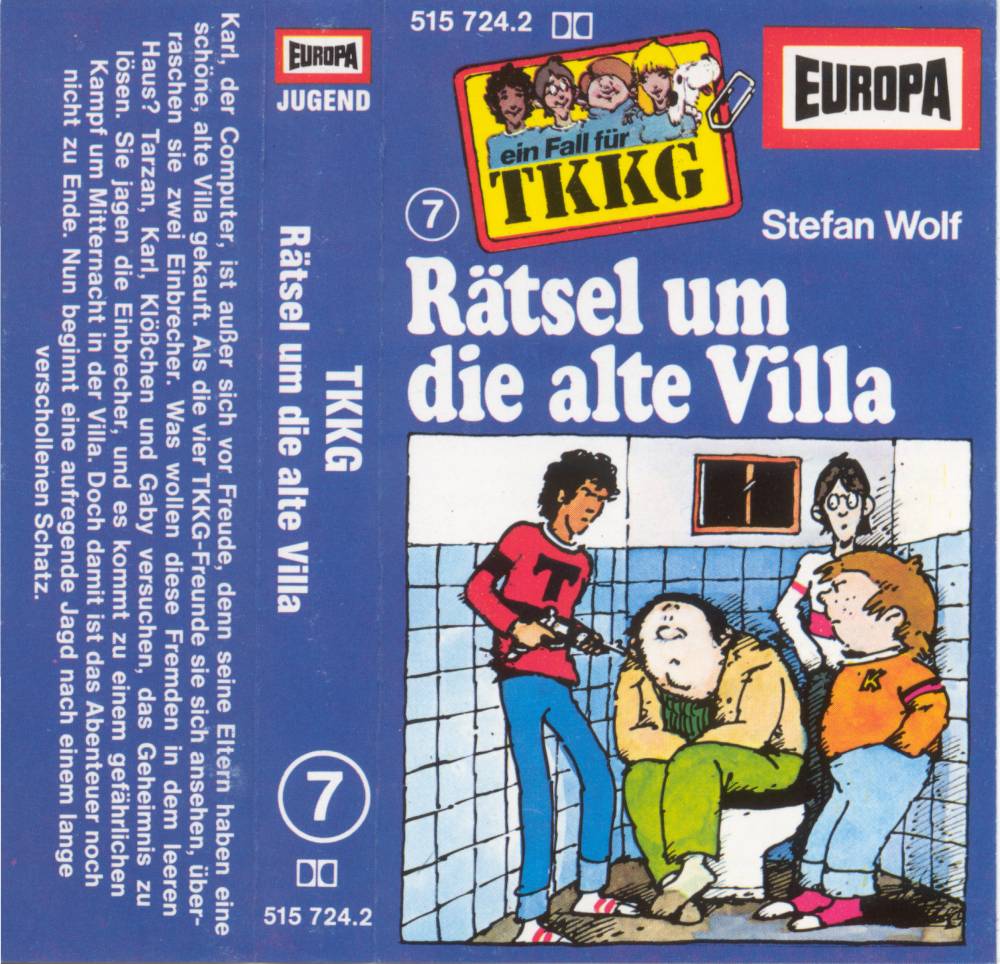 Karl, der Computer, ist außer sich vor Freude, denn seine Eltern haben eine
schöne, alte Villa gekauft. Als die vier TKKG-Freunde sie sich ansehen, über-
raschen sie zwei Einbrecher. Was wollen diese Fremden in dem leeren
Haus? Tarzan, Karl, Klößchen und Gaby versuchen, das Geheimnis zu
lösen. Sie jagen die Einbrecher, und es kommt zu einem gefährlichen
Kampf um Mitternacht in der Villa. Doch damit ist das Abenteuer noch
nicht zu Ende. Nun beginnt eine aufregende Jagd nach einem lange
verschollenen Schatz.
EUROPA
JUGEND
TKKG
Rätsel um die alte Villa
7
515 724.2
515 724.2
ein Fall für
TKKG
EUROPA
7
Stefan Wolf
Rätsel um
die alte Villa
T
K